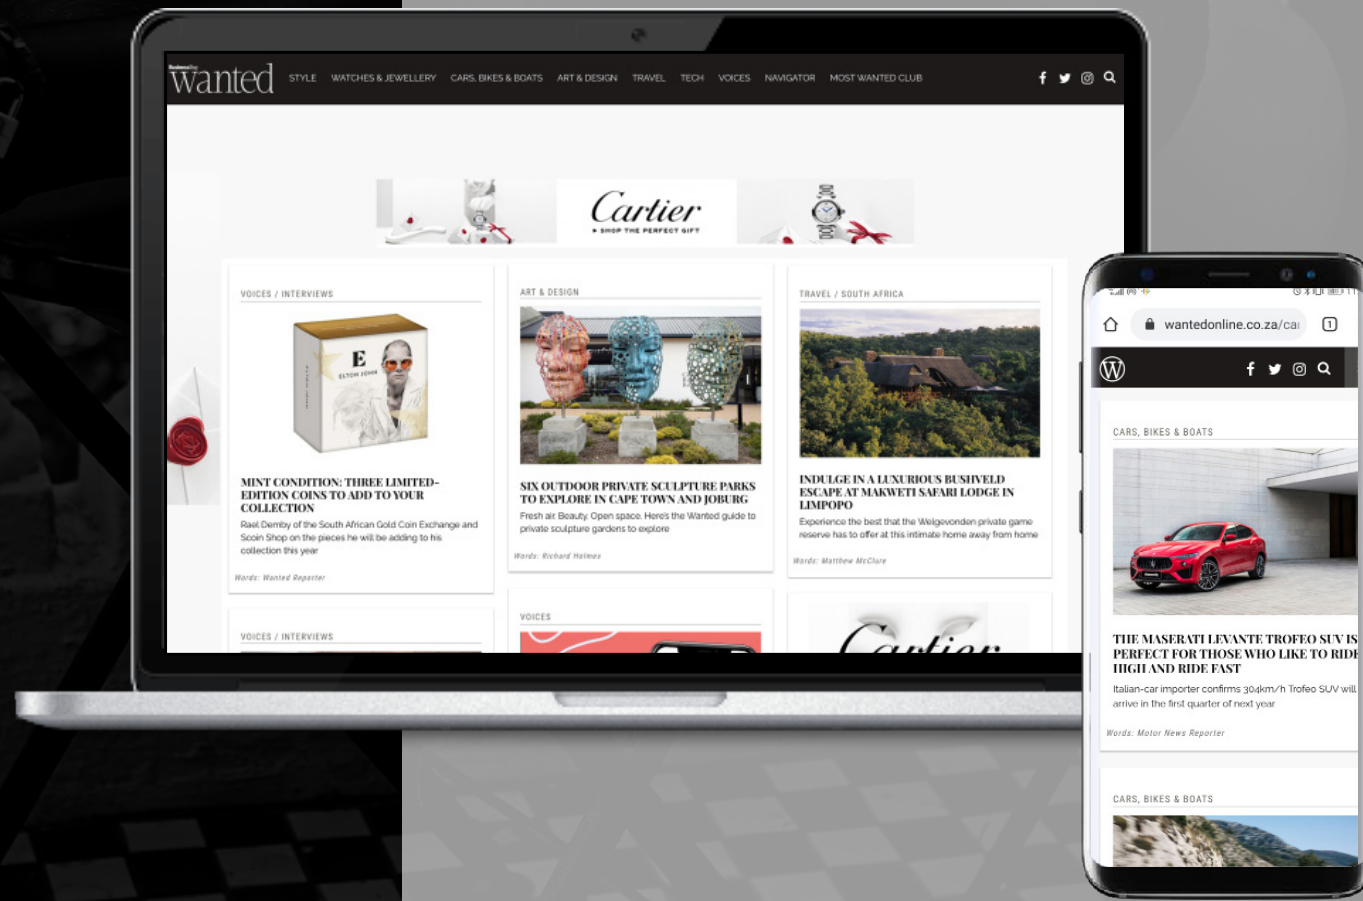 BusinessDay
wanted
STYLE WATCHES & JEWELLERY CARS, BIKES & BOATS ART & DESIGN TRAVEL TECH VOICES NAVIGATOR MOST WANTED CLUB
Cartier
SHOP THE PERFECT GIFT
VOICES / INTERVIEWS
E
ELTON JOHN
MINT CONDITION: THREE LIMITED-
EDITION COINS TO ADD TO YOUR
COLLECTION
Rael Demby of the South African Gold Coin Exchange and
Scoin Shop on the pieces he will be adding to his
collection this year
Words: Wanted Reporter
VOICES / INTERVIEWS
ART & DESIGN
SIX OUTDOOR PRIVATE SCULPTURE PARKS
TO EXPLORE IN CAPE TOWN AND JOBURG
Fresh air. Beauty. Open space. Here's the Wanted guide to
private sculpture gardens to explore
Words: Richard Holmes
VOICES
TRAVEL / SOUTH AFRICA
INDULGE IN A LUXURIOUS BUSHVELD
ESCAPE AT MAKWETI SAFARI LODGE IN
LIMPOPO
Experience the best that the Welgevonden private game
reserve has to offer at this intimate home away from home
Words: Matthew McClure
Cartier
wantedonline.co.za/car
1
W
CARS, BIKES & BOATS
THE MASERATI LEVANTE TROFEO SUV IS
PERFECT FOR THOSE WHO LIKE TO RIDE
HIGH AND RIDE FAST
Italian-car importer confirms 304km/h Trofeo SUV will
arrive in the first quarter of next year
Words: Motor News Reporter
CARS, BIKES & BOATS